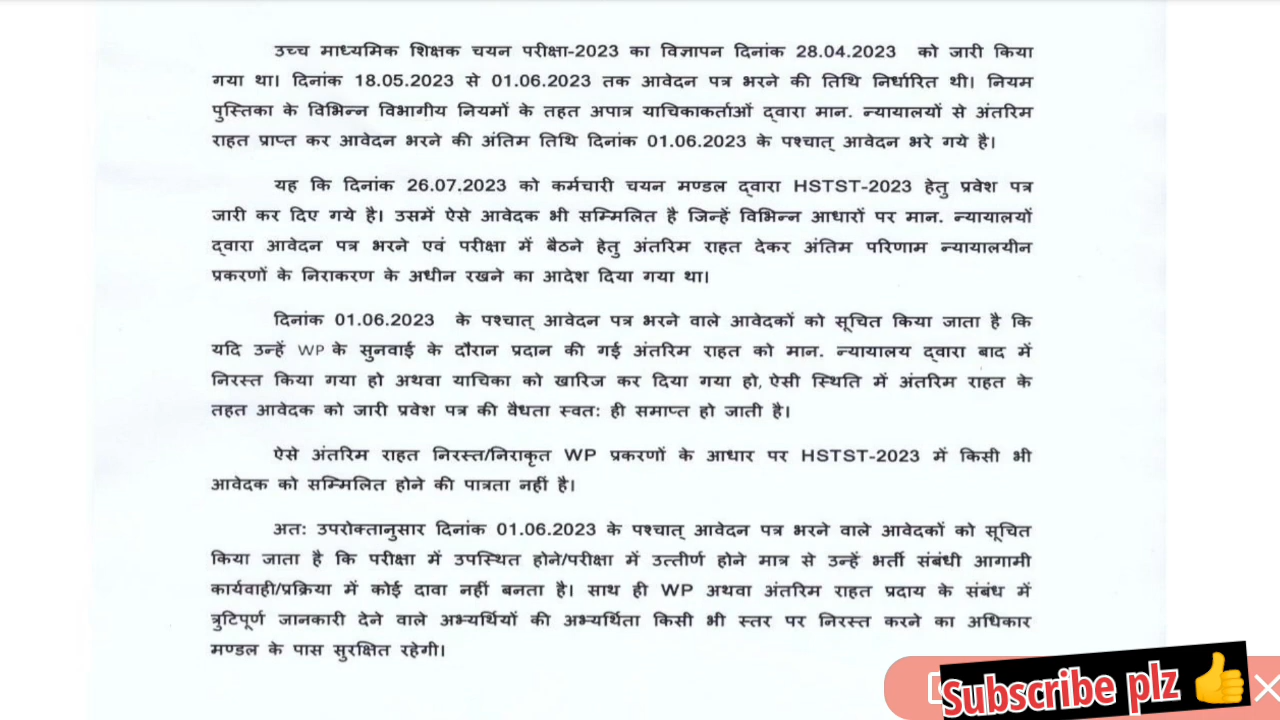 उच्च माध्यमिक शिक्षक चयन परीक्षा-2023 का विज्ञापन दिनांक 28.04.2023 को जारी किया
गया था। दिनांक 18.05.2023 से 01.06.2023 तक आवेदन पत्र भरने की तिथि निर्धारित थी। नियम
पुस्तिका के विभिन्न विभागीय नियमों के तहत अपात्र याचिकाकर्ताओं द्वारा मान. न्यायालयों से अंतरिम
राहत प्राप्त कर आवेदन भरने की अंतिम तिथि दिनांक 01.06.2023 के पश्चात् आवेदन भरे गये है।
यह कि दिनांक 26.07.2023 को कर्मचारी चयन मण्डल द्वारा HSTST-2023 हेतु प्रवेश पत्र
जारी कर दिए गये है। उसमें ऐसे आवेदक भी सम्मिलित है जिन्हें विभिन्न आधारों पर मान. न्यायालयों
द्वारा आवेदन पत्र भरने एवं परीक्षा में बैठने हेतु अंतरिम राहत देकर अंतिम परिणाम न्यायालयीन
प्रकरणों के निराकरण के अधीन रखने का आदेश दिया गया था।
दिनांक 01.06.2023 के पश्चात् आवेदन पत्र भरने वाले आवेदकों को सूचित किया जाता है कि
यदि उन्हें WP के सुनवाई के दौरान प्रदान की गई अंतरिम राहत को मान. न्यायालय द्वारा बाद में
निरस्त किया गया हो अथवा याचिका को खारिज कर दिया गया हो, ऐसी स्थिति में अंतरिम राहत के
तहत आवेदक को जारी प्रवेश पत्र की वैधता स्वतः ही समाप्त हो जाती है।
ऐसे अंतरिम राहत निरस्त/निराकृत WP प्रकरणों के आधार पर HSTST-2023 में किसी भी
आवेदक को सम्मिलित होने की पात्रता नहीं है।
अतः उपरोक्तानुसार दिनांक 01.06.2023 के पश्चात् आवेदन पत्र भरने वाले आवेदकों को सूचित
किया जाता है कि परीक्षा में उपस्थित होने/परीक्षा में उत्तीर्ण होने मात्र से उन्हें भर्ती संबंधी आगामी
कार्यवाही/प्रक्रिया में कोई दावा नहीं बनता है। साथ ही WP अथवा अंतरिम राहत प्रदाय के संबंध में
त्रुटिपूर्ण जानकारी देने वाले अभ्यर्थियों की अभ्यर्थिता किसी भी स्तर पर निरस्त करने का अधिकार
मण्डल के पास सुरक्षित रहेगी।
Subscribe plz 👍